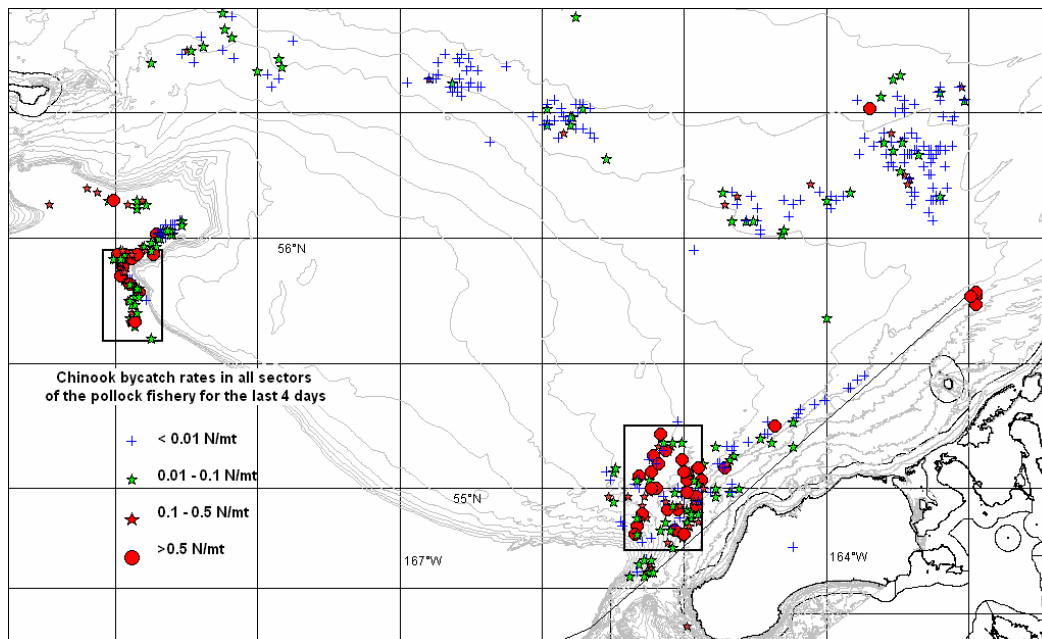 56°N
Chinook bycatch rates in all sectors
of the pollock fishery for the last 4 days
< 0.01 N/mt
0.01 - 0.1 N/mt
0.1 - 0.5 N/mt
>0.5 N/mt
55°N
167°W
164°W